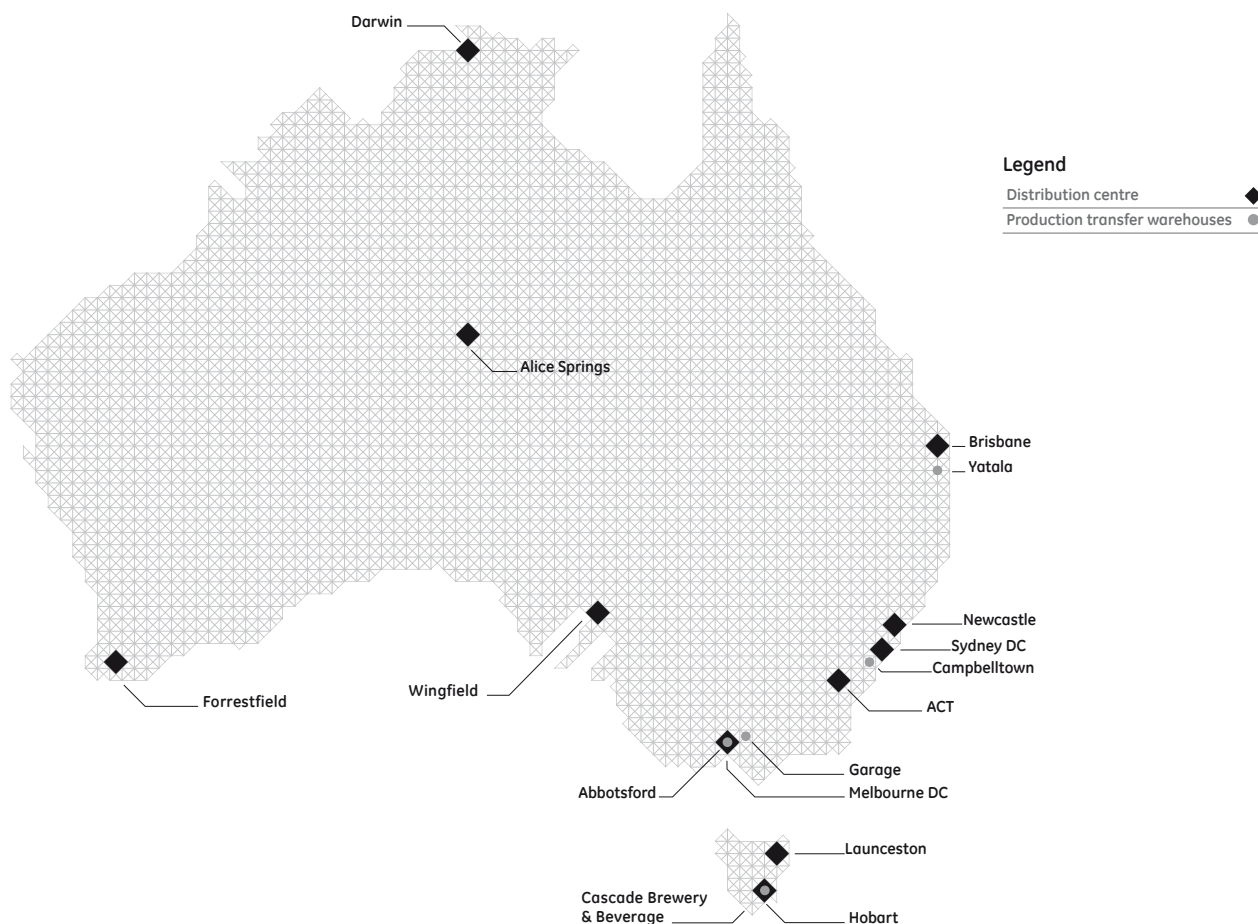 Darwin
Legend
Distribution centre
Production transfer warehouses
Alice Springs
Brisbane
Yatala
Newcastle
Sydney DC
Campbelltown
ACT
Wingfield
Forrestfield
Garage
Abbotsford
Melbourne DC
Launceston
Cascade Brewery
& Beverage
Hobart